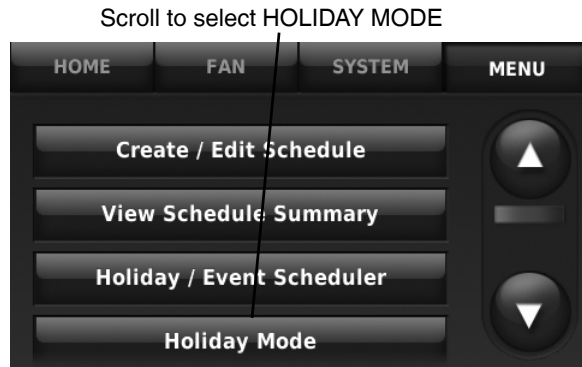 Scroll to select HOLIDAY MODE
HOME FAN SYSTEM MENU
Create / Edit Schedule
View Schedule Summary
Holiday / Event Scheduler
Holiday Mode